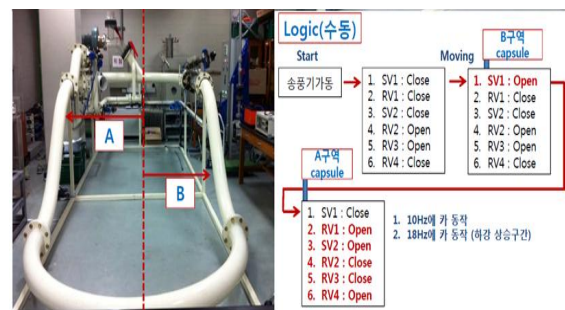 A
B
Logic(수동)
Start
송풍기가동
1. SV1 : Close
2. RV1 : Close
3. SV2 : Close
4. RV2 : Open
5. RV3 : Open
6. RV4 : Close
Moving
B구역
capsule
1. SV1 : Open
2. RV1 : Close
3. SV2 : Close
4. RV2 : Open
5. RV3 : Open
6. RV4 : Close
A구역
capsule
1. SV1 : Close
2. RV1 : Open
3. SV2 : Open
4. RV2 : Close
5. RV3 : Close
6. RV4 : Open
1. 10Hz에 카 동작
2. 18Hz에 카 동작 (하강 상승구간)